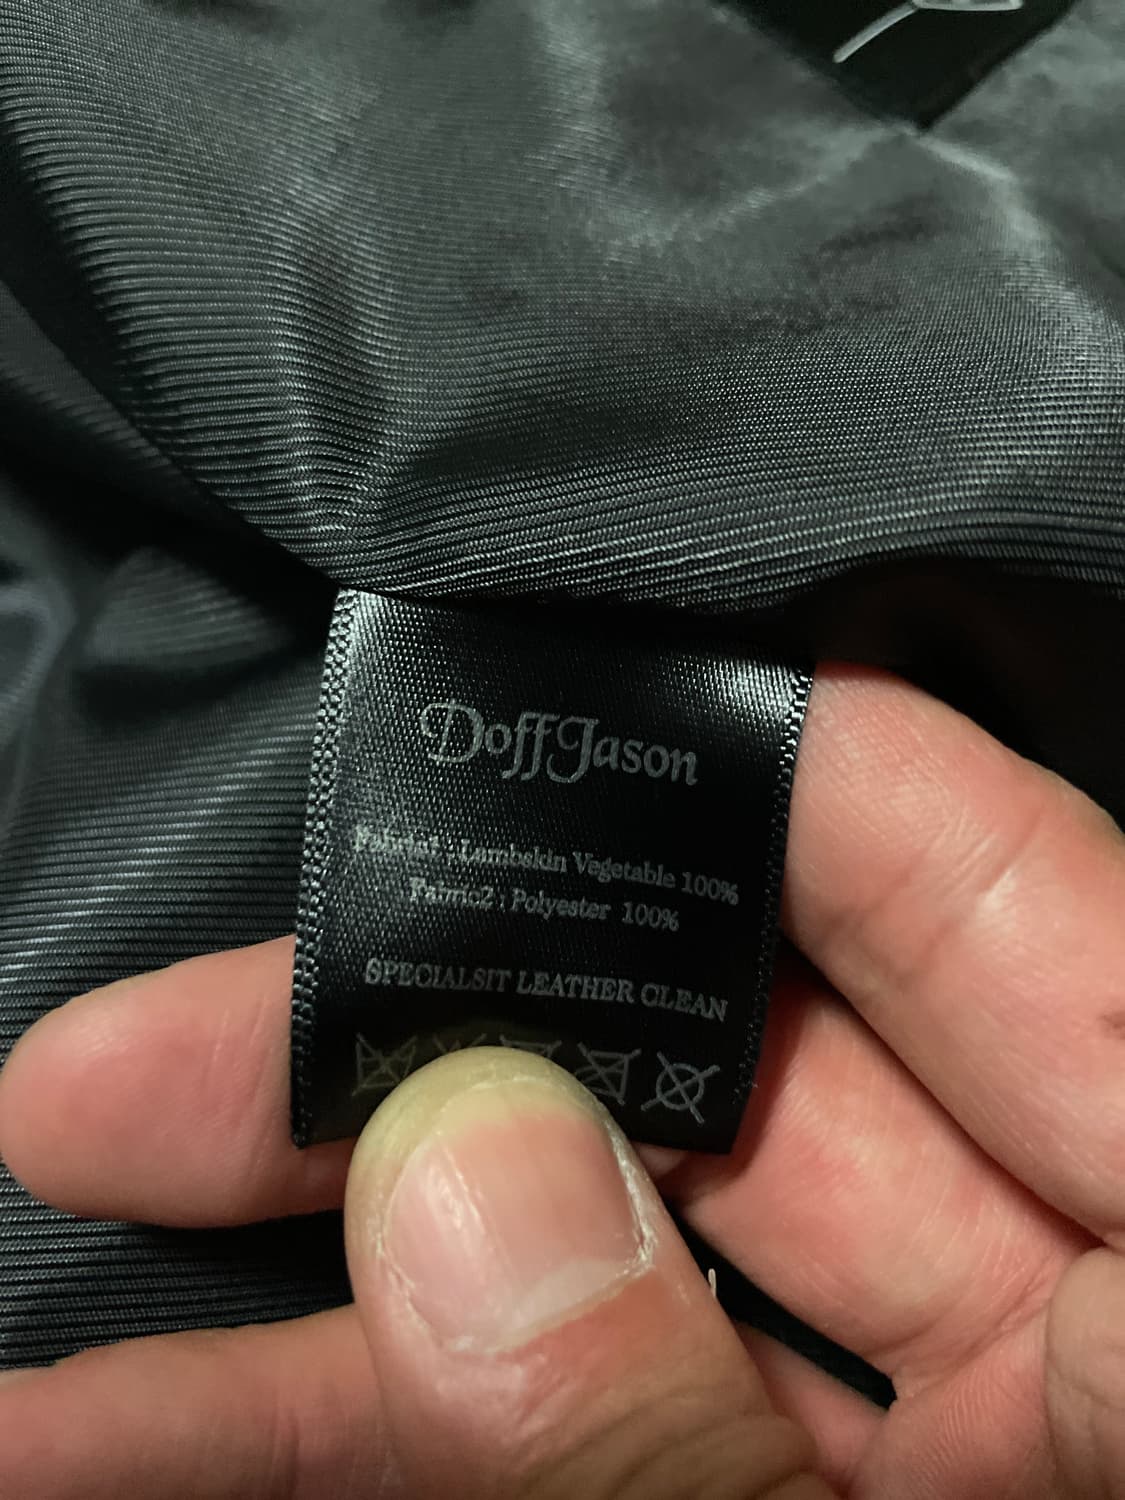 DoffJason
Fabric1 : Lambskin Vegetable 100%
Fabric2 : Polyester 100%
SPECIALSIT LEATHER CLEAN